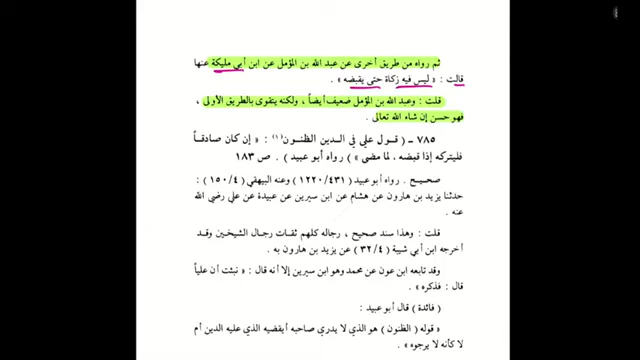 ثم رواه من طريق أخرى عن عبد الله بن المؤمل عن ابن أبي مليكة عنها
قالت : « ليس فيه زكاة حتى يقبضه » .
قلت : وعبد الله بن المؤمل ضعيف أيضاً ، ولكنه يتقوى بالطريق الأولى ،
فهو حسن إن شاء الله تعالى .
٧٨٥ - ( قول علي في الدين الظنون (١) : « إن كان صادقاً
فليتركه إذا قبضه ، لما مضى » ) رواه أبو عبيد ) . ص ١٨٣
صحيح . رواه أبو عبيد ( ١٢٢٠/٤٣١ ) وعنه البيهقي ( ١٥٠/٤ ) :
حدثنا يزيد بن هارون عن هشام عن ابن سيرين عن عبيدة عن علي رضي الله
عنه .
قلت : وهذا سند صحيح ، رجاله كلهم ثقات رجال الشيخين وقد
أخرجه ابن أبي شيبة ( ٣٢/٤ ) عن يزيد بن هارون به .
وقد تابعه ابن عون عن محمد وهو ابن سيرين إلا أنه قال : « نبئت أن علياً
قال : فذكره » .
( فائدة ) قال أبو عبيد :
« قوله ( الظنون ) هو الذي لا يدري صاحبه أيقضيه الذي عليه الدين أم
لا كأنه لا يرجوه » .